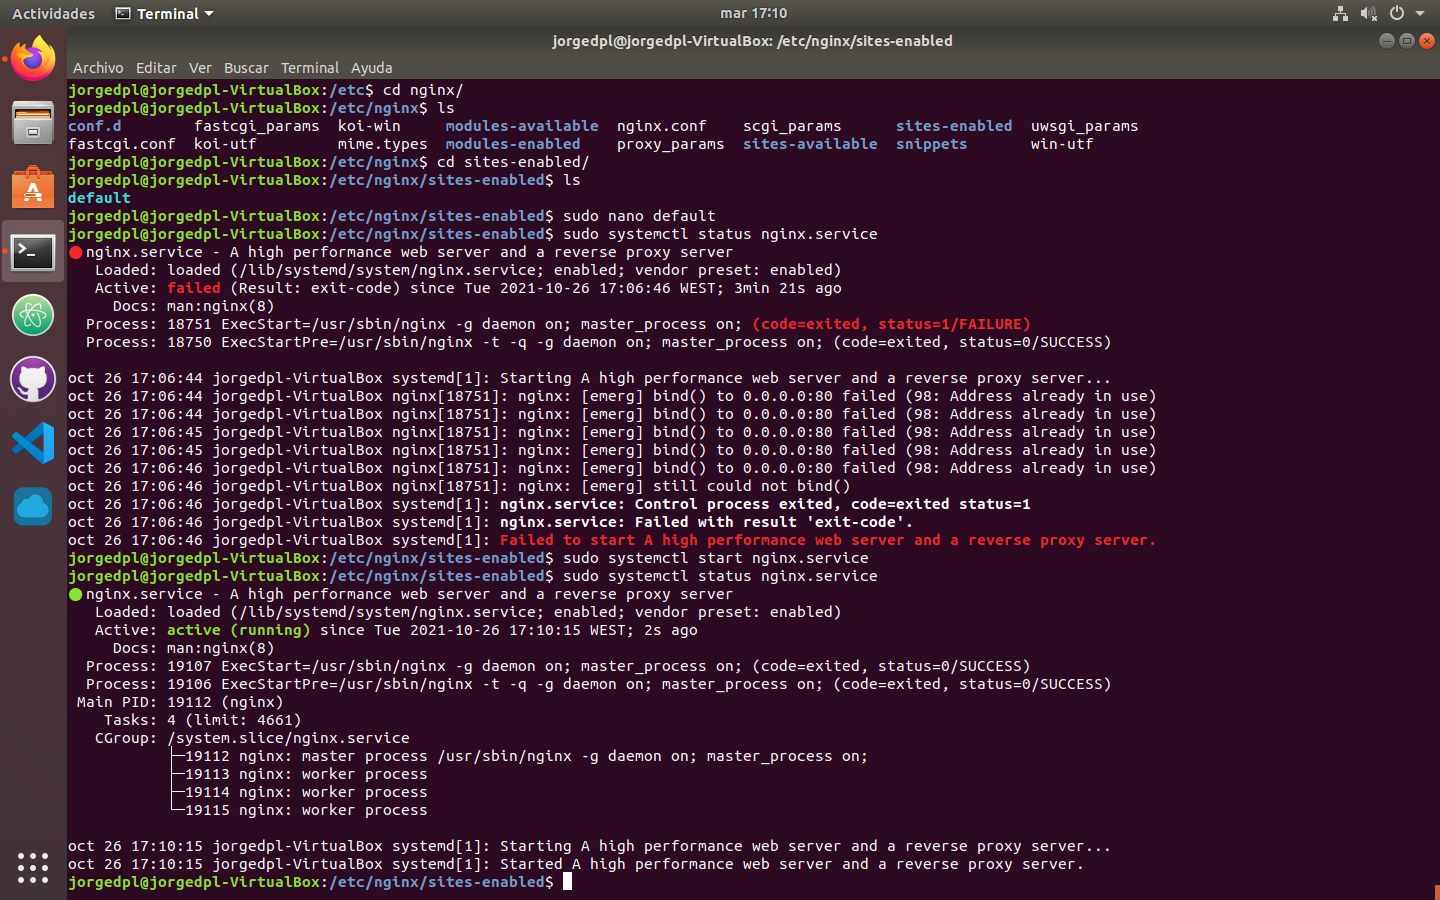 Actividades
Terminal
mar 17:10
jorgedpl@jorgedpl-VirtualBox: /etc/nginx/sites-enabled
Archivo Editar Ver Buscar Terminal Ayuda
jorgedpl@jorgedpl-VirtualBox:/etc$ cd nginx/
jorgedpl@jorgedpl-VirtualBox:/etc/nginx$ ls
conf.d        fastcgi_params  koi-win     modules-available  nginx.conf    scgi_params      sites-enabled  uwsgi_params
fastcgi.conf  koi-utf         mime.types  modules-enabled    proxy_params  sites-available  snippets       win-utf
jorgedpl@jorgedpl-VirtualBox:/etc/nginx$ cd sites-enabled/
jorgedpl@jorgedpl-VirtualBox:/etc/nginx/sites-enabled$ ls
default
jorgedpl@jorgedpl-VirtualBox:/etc/nginx/sites-enabled$ sudo nano default
jorgedpl@jorgedpl-VirtualBox:/etc/nginx/sites-enabled$ sudo systemctl status nginx.service
● nginx.service - A high performance web server and a reverse proxy server
   Loaded: loaded (/lib/systemd/system/nginx.service; enabled; vendor preset: enabled)
   Active: failed (Result: exit-code) since Tue 2021-10-26 17:06:46 WEST; 3min 21s ago
     Docs: man:nginx(8)
  Process: 18751 ExecStart=/usr/sbin/nginx -g daemon on; master_process on; (code=exited, status=1/FAILURE)
  Process: 18750 ExecStartPre=/usr/sbin/nginx -t -q -g daemon on; master_process on; (code=exited, status=0/SUCCESS)
oct 26 17:06:44 jorgedpl-VirtualBox systemd[1]: Starting A high performance web server and a reverse proxy server...
oct 26 17:06:44 jorgedpl-VirtualBox nginx[18751]: nginx: [emerg] bind() to 0.0.0.0:80 failed (98: Address already in use)
oct 26 17:06:44 jorgedpl-VirtualBox nginx[18751]: nginx: [emerg] bind() to 0.0.0.0:80 failed (98: Address already in use)
oct 26 17:06:45 jorgedpl-VirtualBox nginx[18751]: nginx: [emerg] bind() to 0.0.0.0:80 failed (98: Address already in use)
oct 26 17:06:45 jorgedpl-VirtualBox nginx[18751]: nginx: [emerg] bind() to 0.0.0.0:80 failed (98: Address already in use)
oct 26 17:06:46 jorgedpl-VirtualBox nginx[18751]: nginx: [emerg] bind() to 0.0.0.0:80 failed (98: Address already in use)
oct 26 17:06:46 jorgedpl-VirtualBox nginx[18751]: nginx: [emerg] still could not bind()
oct 26 17:06:46 jorgedpl-VirtualBox systemd[1]: nginx.service: Control process exited, code=exited status=1
oct 26 17:06:46 jorgedpl-VirtualBox systemd[1]: nginx.service: Failed with result 'exit-code'.
oct 26 17:06:46 jorgedpl-VirtualBox systemd[1]: Failed to start A high performance web server and a reverse proxy server.
jorgedpl@jorgedpl-VirtualBox:/etc/nginx/sites-enabled$ sudo systemctl start nginx.service
jorgedpl@jorgedpl-VirtualBox:/etc/nginx/sites-enabled$ sudo systemctl status nginx.service
● nginx.service - A high performance web server and a reverse proxy server
   Loaded: loaded (/lib/systemd/system/nginx.service; enabled; vendor preset: enabled)
   Active: active (running) since Tue 2021-10-26 17:10:15 WEST; 2s ago
     Docs: man:nginx(8)
  Process: 19107 ExecStart=/usr/sbin/nginx -g daemon on; master_process on; (code=exited, status=0/SUCCESS)
  Process: 19106 ExecStartPre=/usr/sbin/nginx -t -q -g daemon on; master_process on; (code=exited, status=0/SUCCESS)
 Main PID: 19112 (nginx)
    Tasks: 4 (limit: 4661)
   CGroup: /system.slice/nginx.service
           ├─19112 nginx: master process /usr/sbin/nginx -g daemon on; master_process on;
           ├─19113 nginx: worker process
           ├─19114 nginx: worker process
           └─19115 nginx: worker process
oct 26 17:10:15 jorgedpl-VirtualBox systemd[1]: Starting A high performance web server and a reverse proxy server...
oct 26 17:10:15 jorgedpl-VirtualBox systemd[1]: Started A high performance web server and a reverse proxy server.
jorgedpl@jorgedpl-VirtualBox:/etc/nginx/sites-enabled$